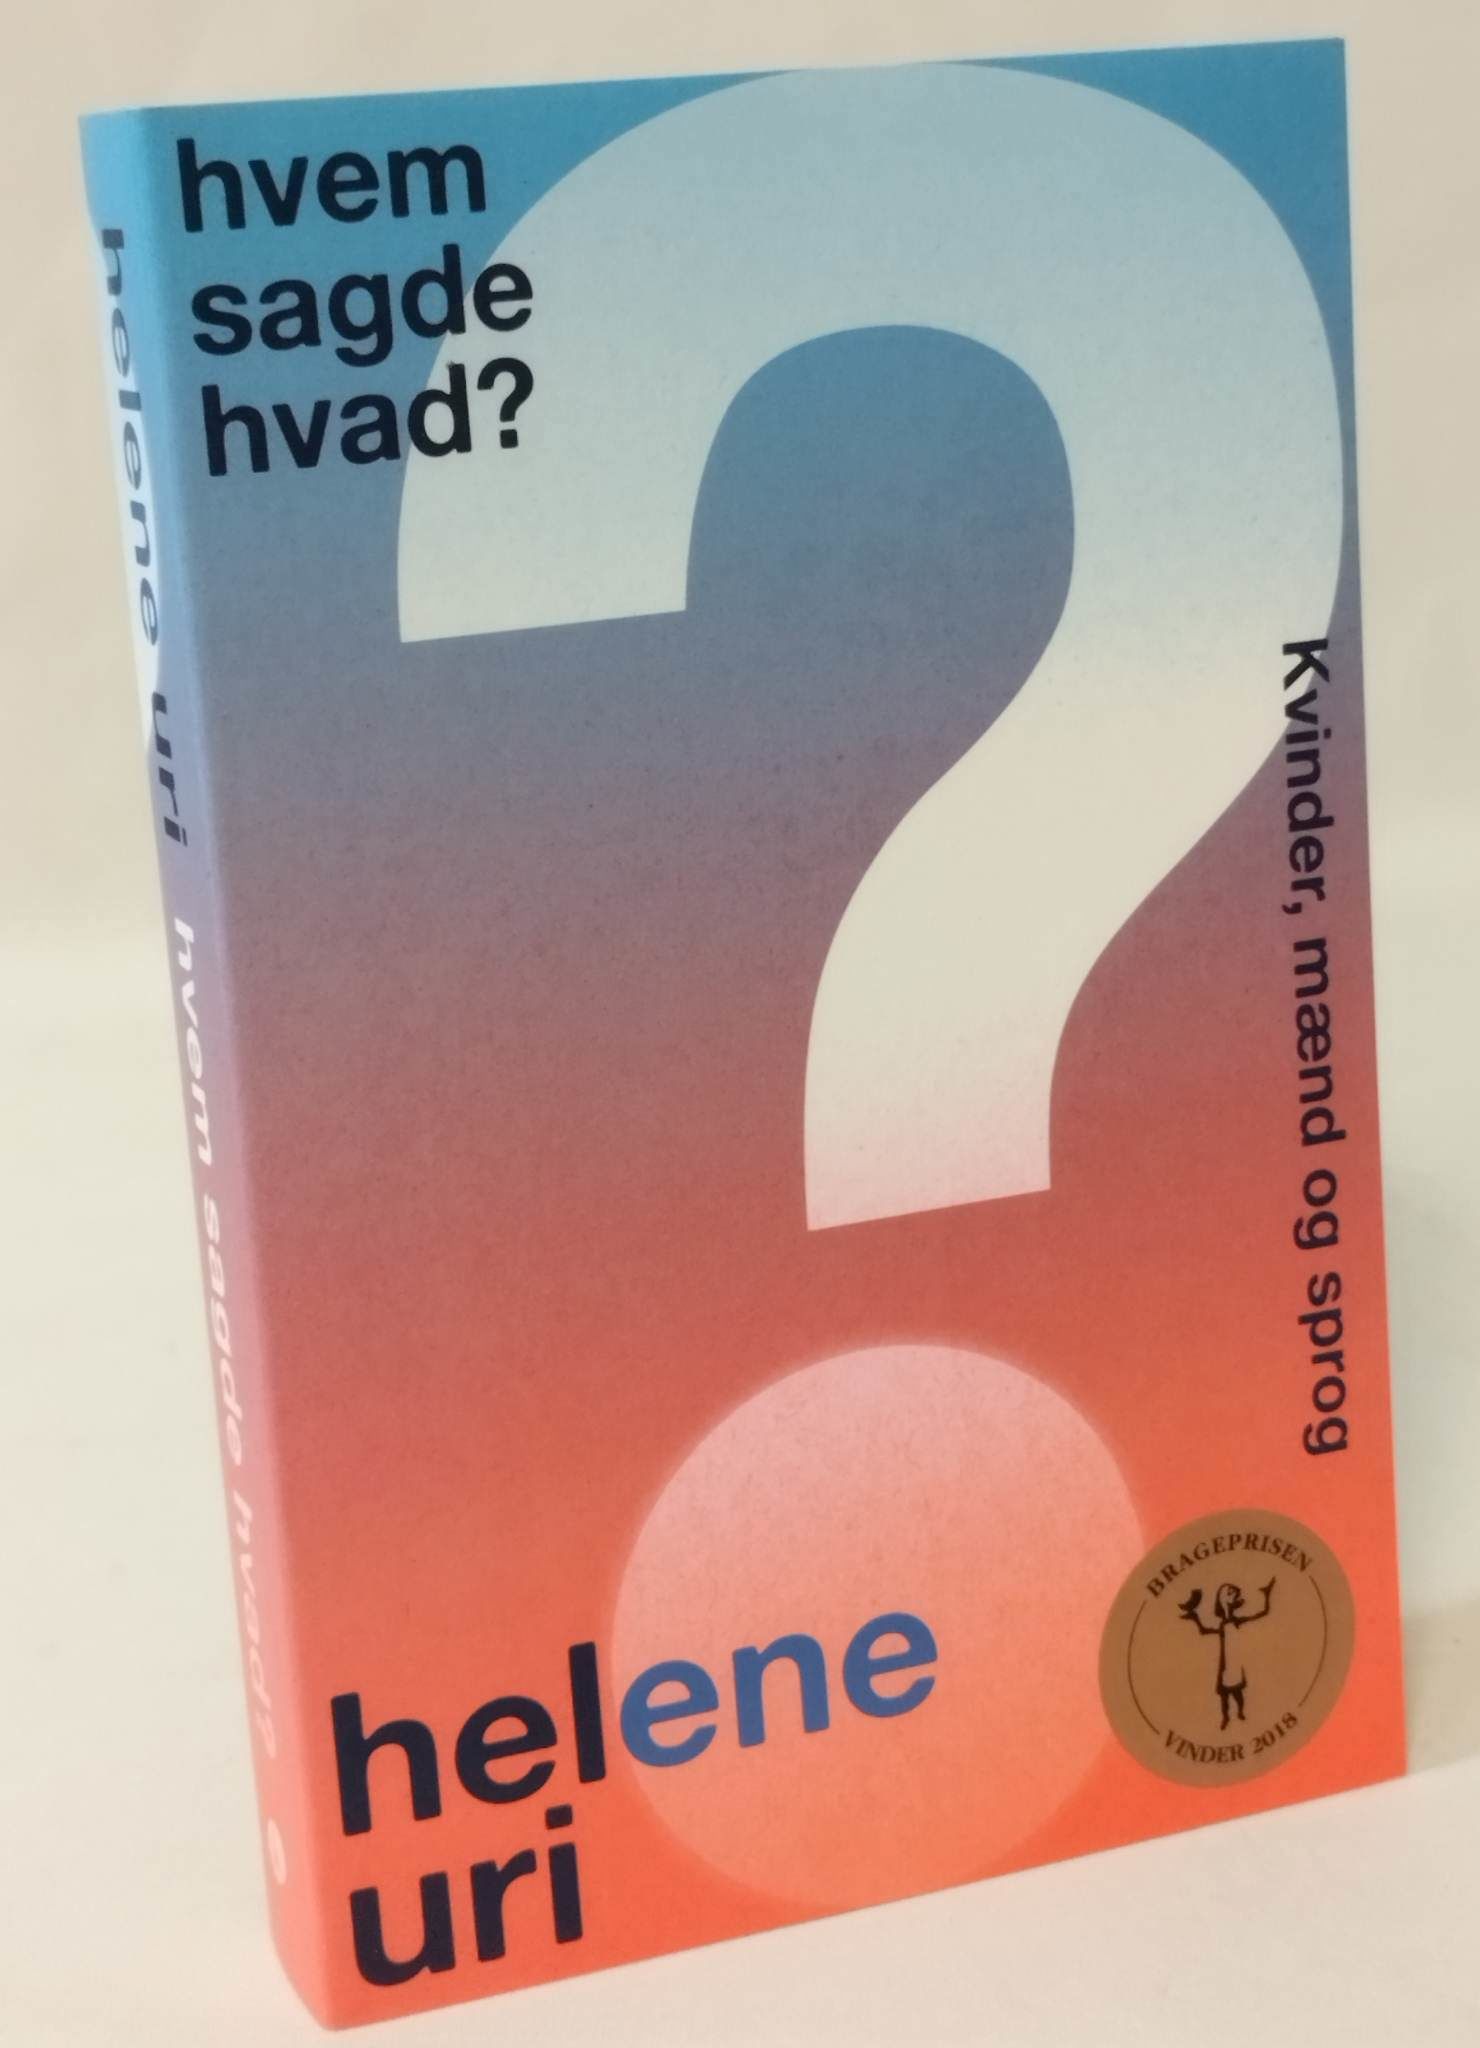 hvem
sagde
hvad?
Kvinder, mænd og sprog
helene
uri
BRAGEPRISEN
VINDER 2018
helene uri hvem sagde hvad?